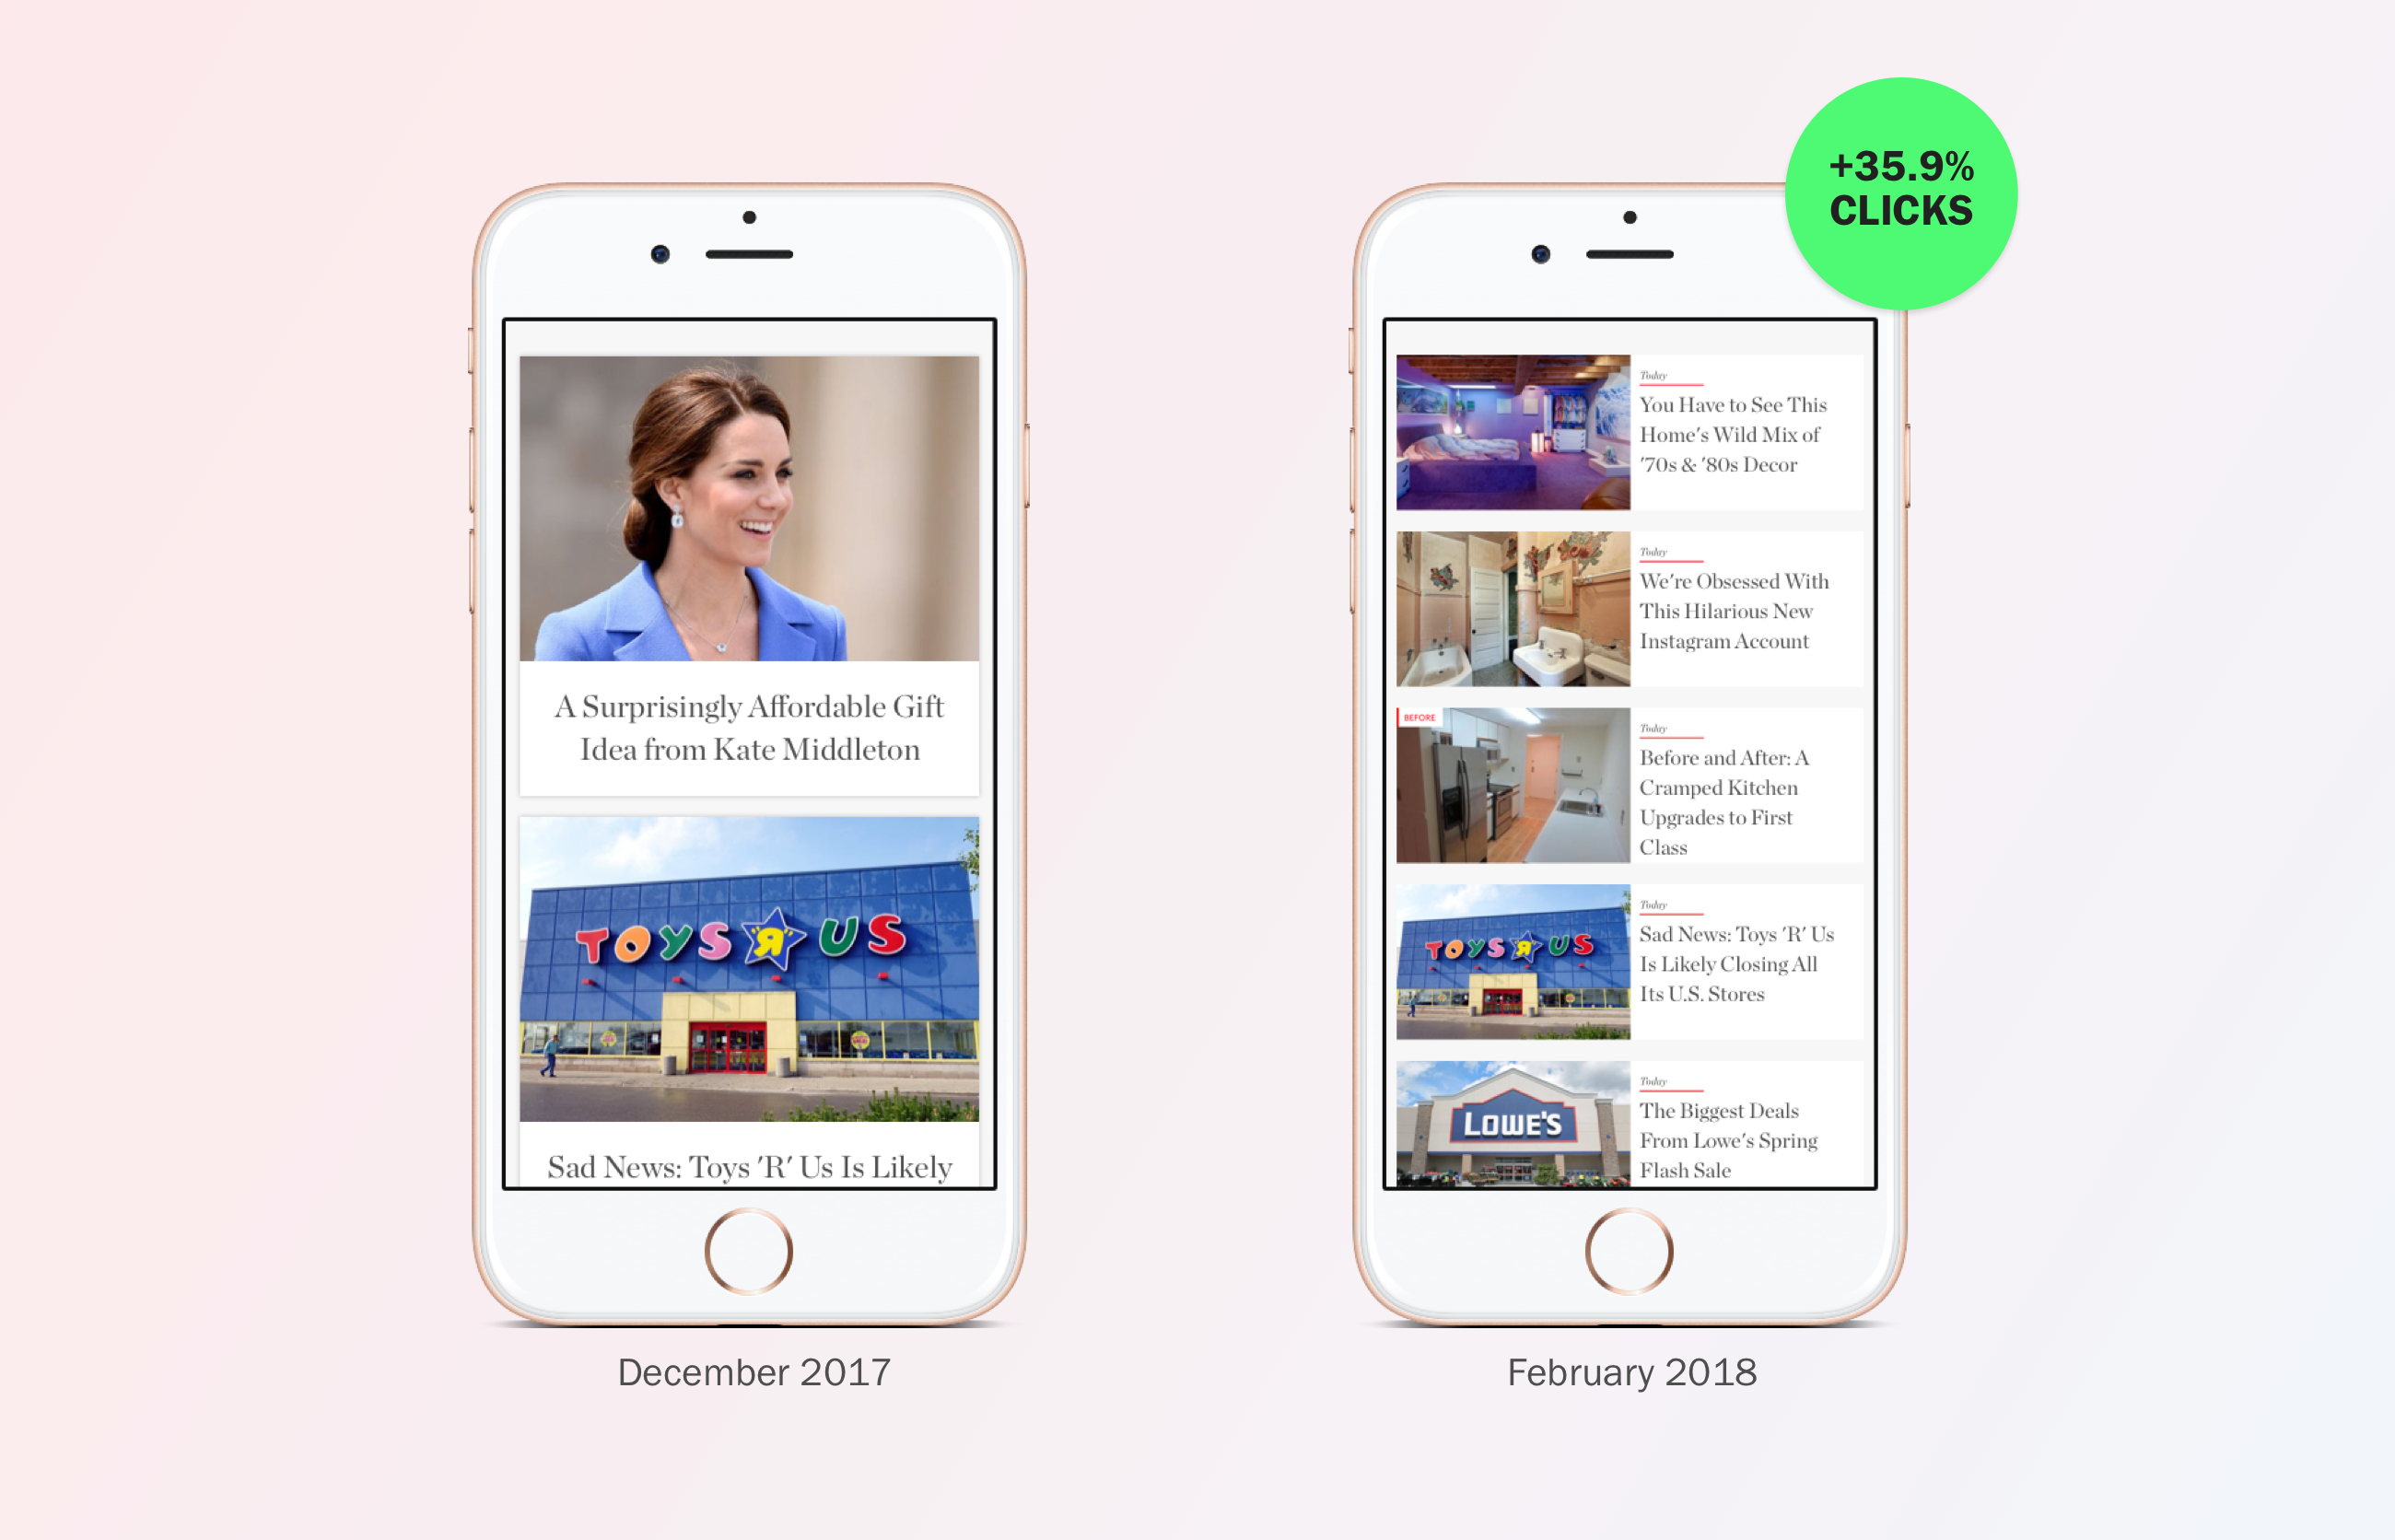 +35.9%
CLICKS
A Surprisingly Affordable Gift
Idea from Kate Middleton
TOYS R US
Sad News: Toys 'R' Us Is Likely
December 2017
Today
You Have to See This
Home's Wild Mix of
'70s & '80s Decor
Today
We're Obsessed With
This Hilarious New
Instagram Account
BEFORE
Today
Before and After: A
Cramped Kitchen
Upgrades to First
Class
TOYS R US
Today
Sad News: Toys 'R' Us
Is Likely Closing All
Its U.S. Stores
LOWE'S
Today
The Biggest Deals
From Lowe's Spring
Flash Sale
February 2018